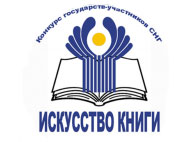 Конкурс государств-участников СНГ
ИСКУССТВО КНИГИ